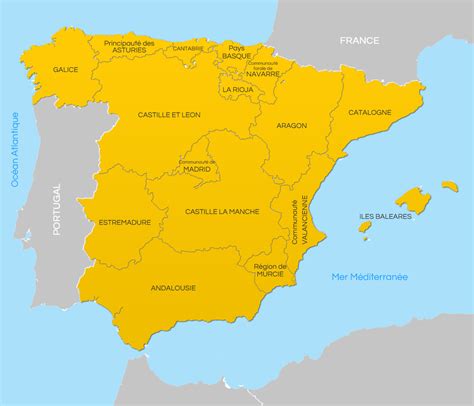 FRANCE
Principauté des
ASTURIES
CANTABRIE
Pays
BASQUE
Communauté
forale de
NAVARRE
GALICE
LA RIOJA
CASTILLE ET LEON
ARAGON
CATALOGNE
Océan Atlantique
Communauté de
MADRID
PORTUGAL
ESTREMADURE
CASTILLE LA MANCHE
Communauté
VALANCIENNE
ILES BALEARES
Région de
MURCIE
Mer Méditerranée
ANDALOUSIE